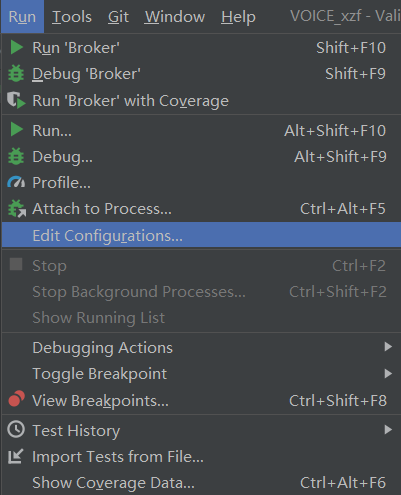 Run Tools Git Window Help VOICE_xzf - Vali
Run 'Broker' Shift+F10
Debug 'Broker' Shift+F9
Run 'Broker' with Coverage
Run... Alt+Shift+F10
Debug... Alt+Shift+F9
Profile...
Attach to Process... Ctrl+Alt+F5
Edit Configurations...
Stop Ctrl+F2
Stop Background Processes... Ctrl+Shift+F2
Show Running List
Debugging Actions
Toggle Breakpoint
View Breakpoints... Ctrl+Shift+F8
Test History
Import Tests from File...
Show Coverage Data... Ctrl+Alt+F6